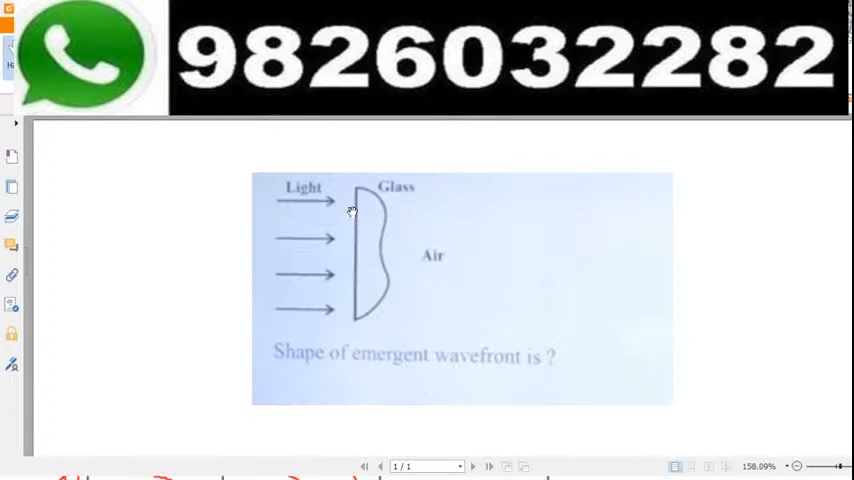 9826032282
Light
Glass
Air
Shape of emergent wavefront is ?
1 / 1
158.09%